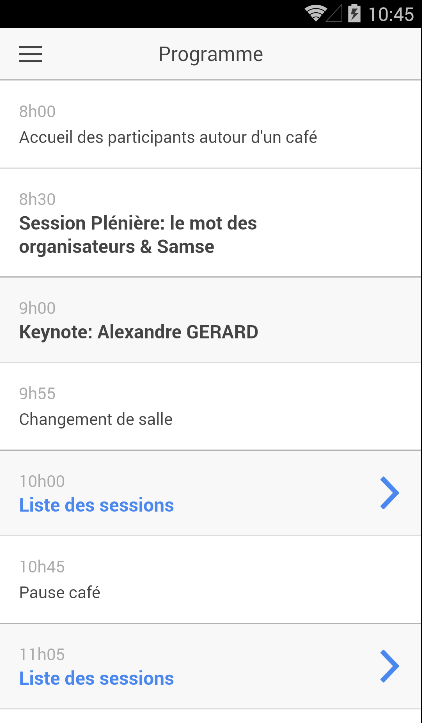 10:45
Programme
8h00
Accueil des participants autour d'un café
8h30
Session Plénière: le mot des
organisateurs & Samse
9h00
Keynote: Alexandre GERARD
9h55
Changement de salle
10h00
Liste des sessions
10h45
Pause café
11h05
Liste des sessions